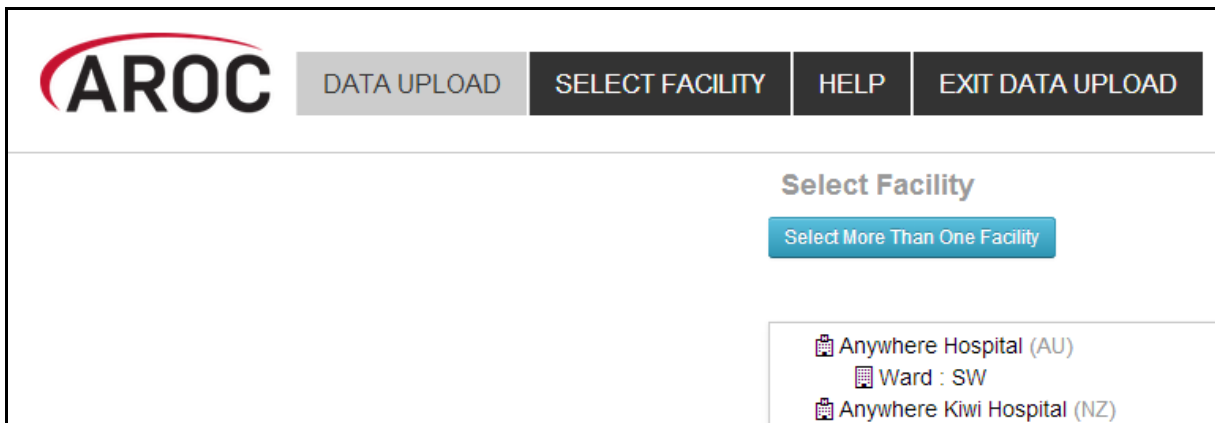 AROC DATA UPLOAD SELECT FACILITY HELP EXIT DATA UPLOAD
Select Facility
Select More Than One Facility
Anywhere Hospital (AU)
Ward : SW
Anywhere Kiwi Hospital (NZ)